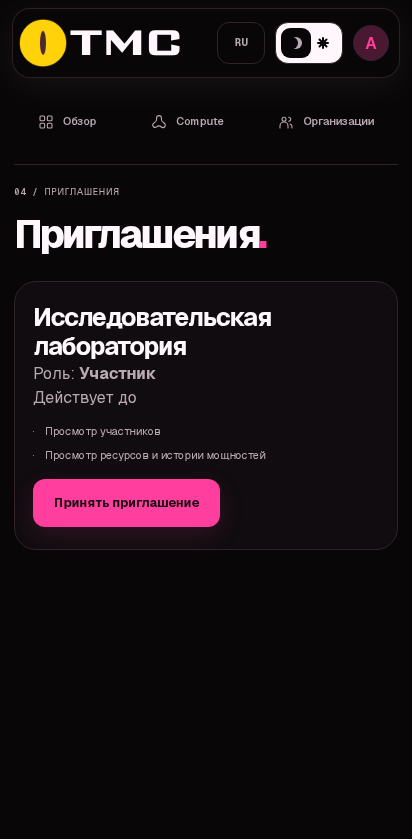 TMC
RU
A
Обзор
Compute
Организации
04 / ПРИГЛАШЕНИЯ
Приглашения.
Исследовательская
лаборатория
Роль: Участник
Действует до
· Просмотр участников
· Просмотр ресурсов и истории мощностей
Принять приглашение